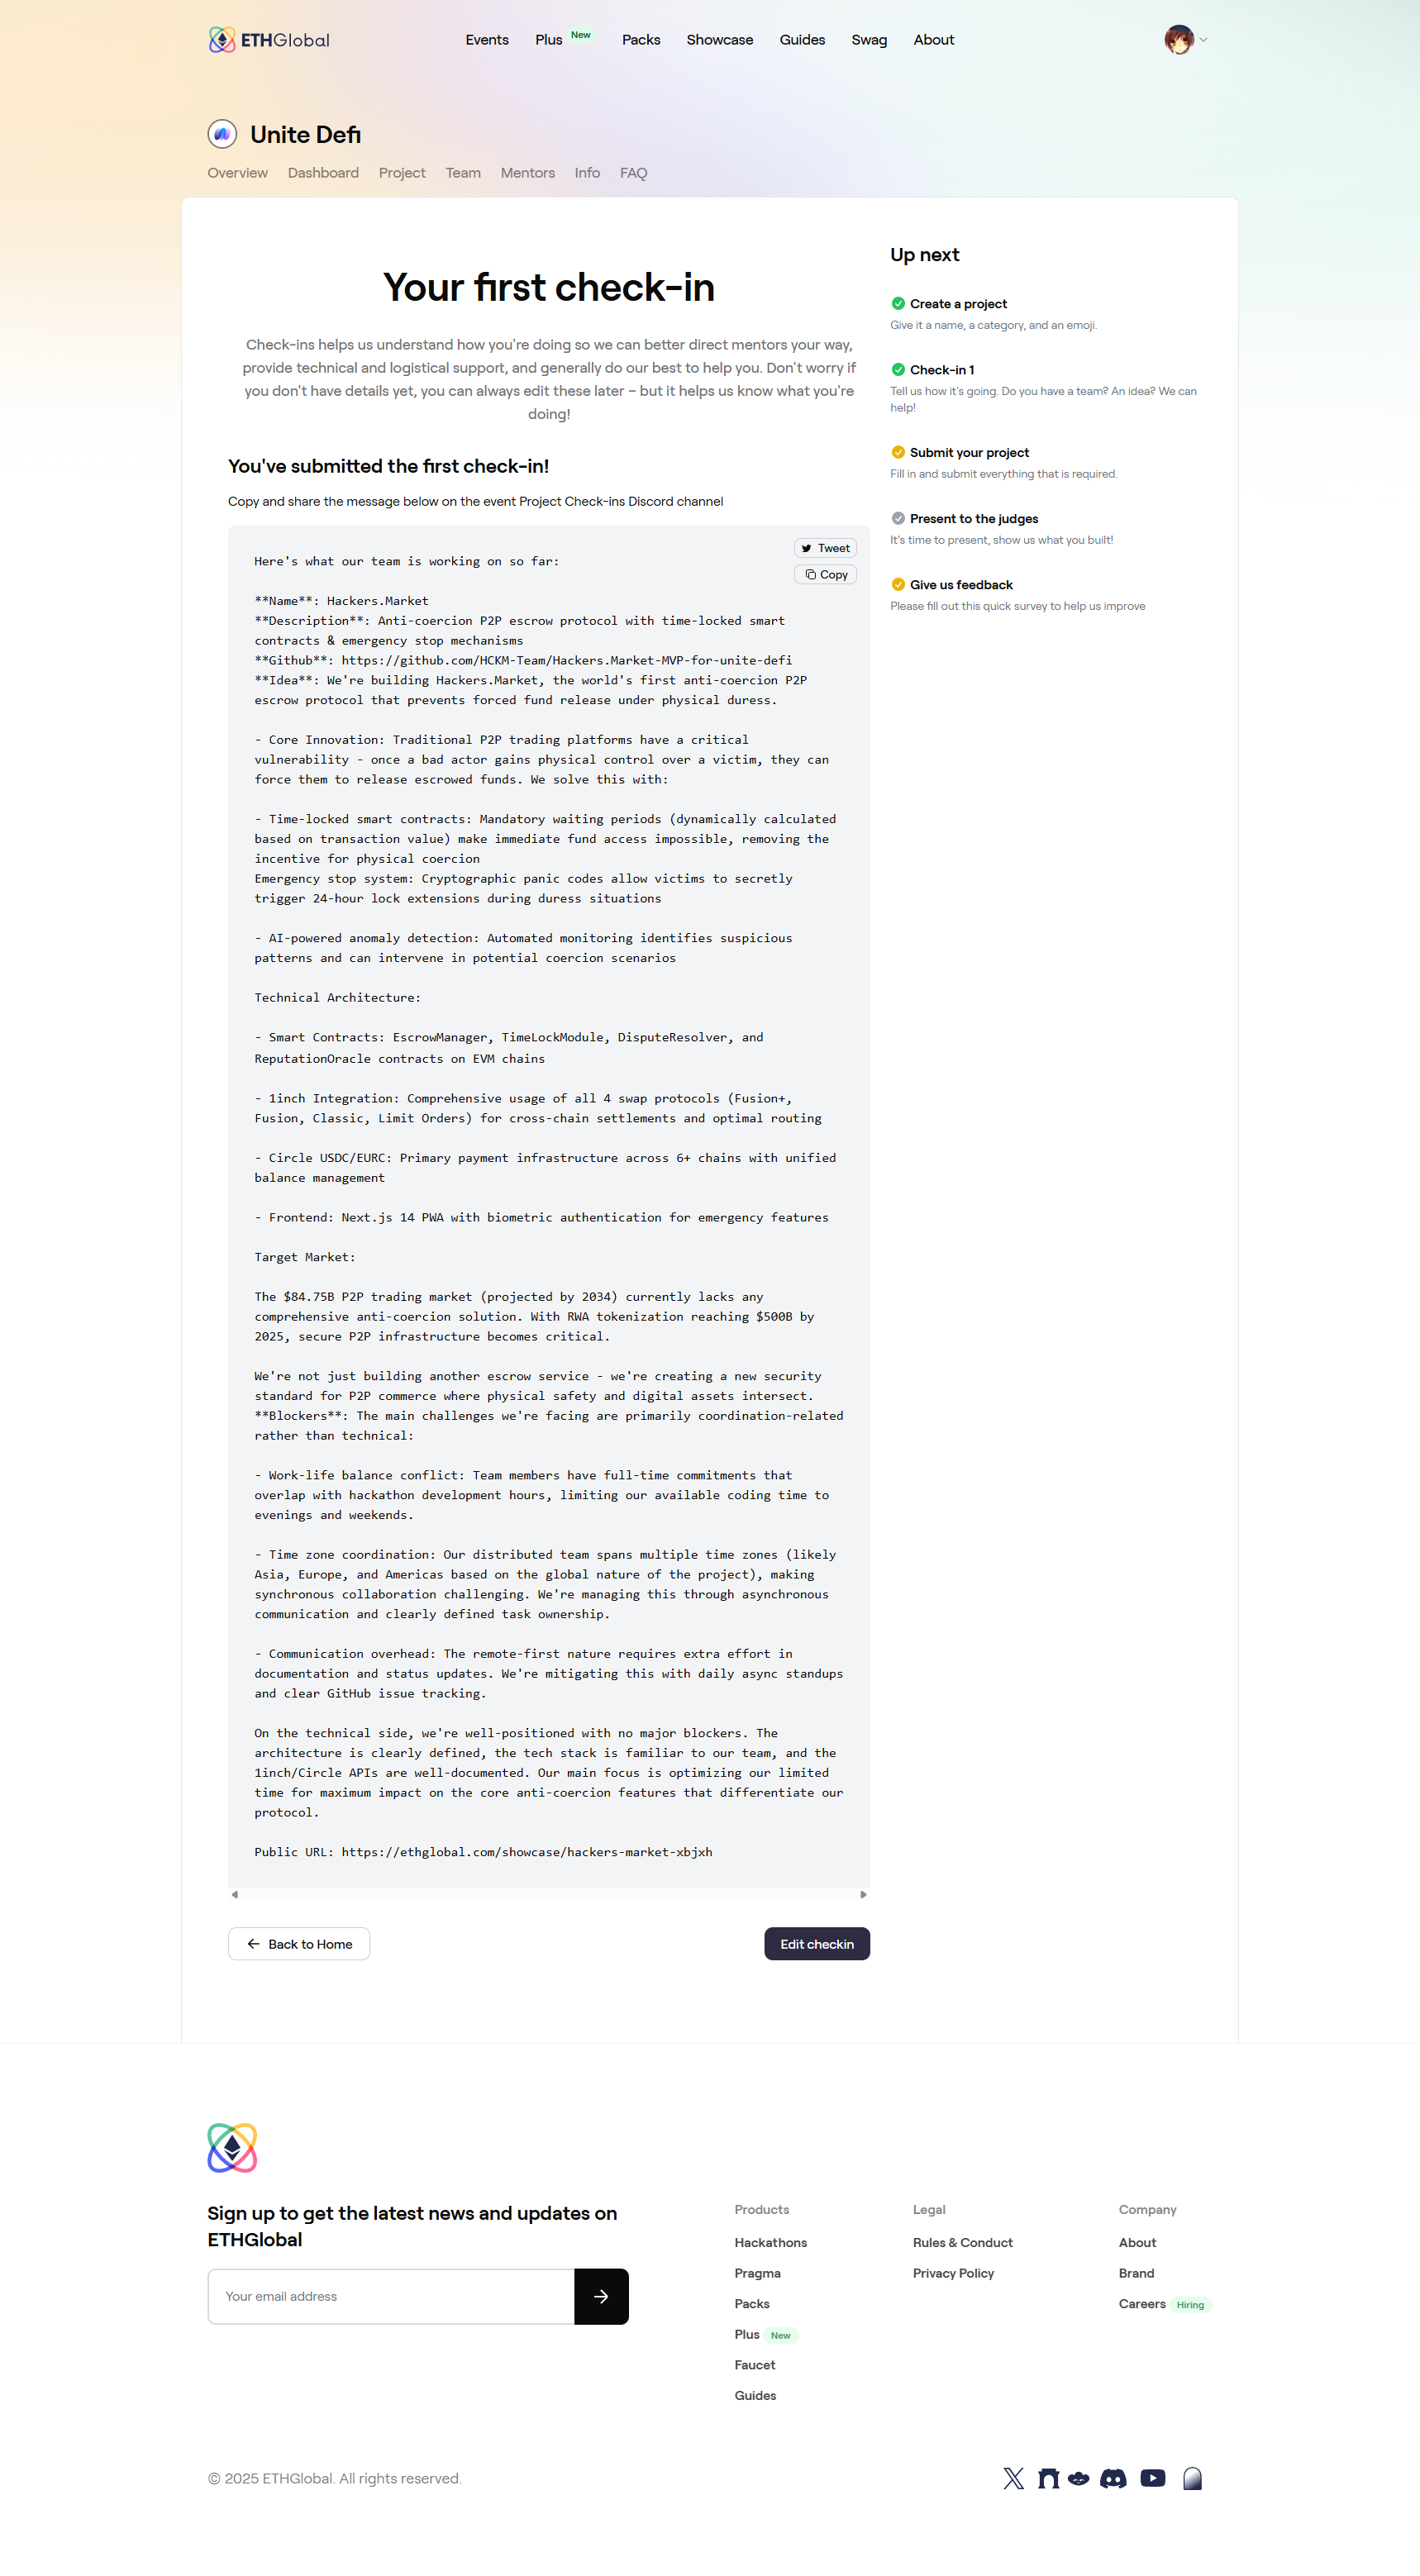 ETHGlobal
Events
Plus New
Packs
Showcase
Guides
Swag
About
Unite Defi
Overview
Dashboard
Project
Team
Mentors
Info
FAQ
Your first check-in
Check-ins helps us understand how you're doing so we can better direct mentors your way,
provide technical and logistical support, and generally do our best to help you. Don't worry if
you don't have details yet, you can always edit these later – but it helps us know what you're
doing!
You've submitted the first check-in!
Copy and share the message below on the event Project Check-ins Discord channel
Tweet
Copy
Here's what our team is working on so far:
**Name**: Hackers.Market
**Description**: Anti-coercion P2P escrow protocol with time-locked smart
contracts & emergency stop mechanisms
**Github**: https://github.com/HCKM-Team/Hackers.Market-MVP-for-unite-defi
**Idea**: We're building Hackers.Market, the world's first anti-coercion P2P
escrow protocol that prevents forced fund release under physical duress.
- Core Innovation: Traditional P2P trading platforms have a critical
vulnerability - once a bad actor gains physical control over a victim, they can
force them to release escrowed funds. We solve this with:
- Time-locked smart contracts: Mandatory waiting periods (dynamically calculated
based on transaction value) make immediate fund access impossible, removing the
incentive for physical coercion
Emergency stop system: Cryptographic panic codes allow victims to secretly
trigger 24-hour lock extensions during duress situations
- AI-powered anomaly detection: Automated monitoring identifies suspicious
patterns and can intervene in potential coercion scenarios
Technical Architecture:
- Smart Contracts: EscrowManager, TimeLockModule, DisputeResolver, and
ReputationOracle contracts on EVM chains
- 1inch Integration: Comprehensive usage of all 4 swap protocols (Fusion+,
Fusion, Classic, Limit Orders) for cross-chain settlements and optimal routing
- Circle USDC/EURC: Primary payment infrastructure across 6+ chains with unified
balance management
- Frontend: Next.js 14 PWA with biometric authentication for emergency features
Target Market:
The $84.75B P2P trading market (projected by 2034) currently lacks any
comprehensive anti-coercion solution. With RWA tokenization reaching $500B by
2025, secure P2P infrastructure becomes critical.
We're not just building another escrow service - we're creating a new security
standard for P2P commerce where physical safety and digital assets intersect.
**Blockers**: The main challenges we're facing are primarily coordination-related
rather than technical:
- Work-life balance conflict: Team members have full-time commitments that
overlap with hackathon development hours, limiting our available coding time to
evenings and weekends.
- Time zone coordination: Our distributed team spans multiple time zones (likely
Asia, Europe, and Americas based on the global nature of the project), making
synchronous collaboration challenging. We're managing this through asynchronous
communication and clearly defined task ownership.
- Communication overhead: The remote-first nature requires extra effort in
documentation and status updates. We're mitigating this with daily async standups
and clear GitHub issue tracking.
On the technical side, we're well-positioned with no major blockers. The
architecture is clearly defined, the tech stack is familiar to our team, and the
1inch/Circle APIs are well-documented. Our main focus is optimizing our limited
time for maximum impact on the core anti-coercion features that differentiate our
protocol.
Public URL: https://ethglobal.com/showcase/hackers-market-xbjxh
Back to Home
Edit checkin
Up next
Create a project
Give it a name, a category, and an emoji.
Check-in 1
Tell us how it's going. Do you have a team? An idea? We can
help!
Submit your project
Fill in and submit everything that is required.
Present to the judges
It's time to present, show us what you built!
Give us feedback
Please fill out this quick survey to help us improve
Sign up to get the latest news and updates on
ETHGlobal
Your email address
Products
Hackathons
Pragma
Packs
Plus New
Faucet
Guides
Legal
Rules & Conduct
Privacy Policy
Company
About
Brand
Careers Hiring
© 2025 ETHGlobal. All rights reserved.